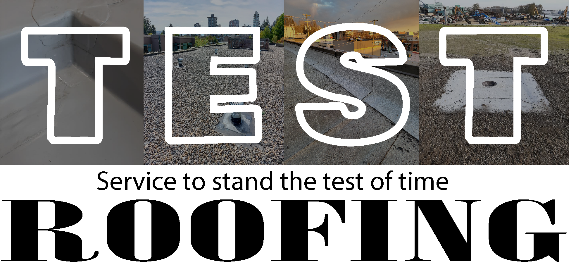 TEST
Service to stand the test of time
ROOFING